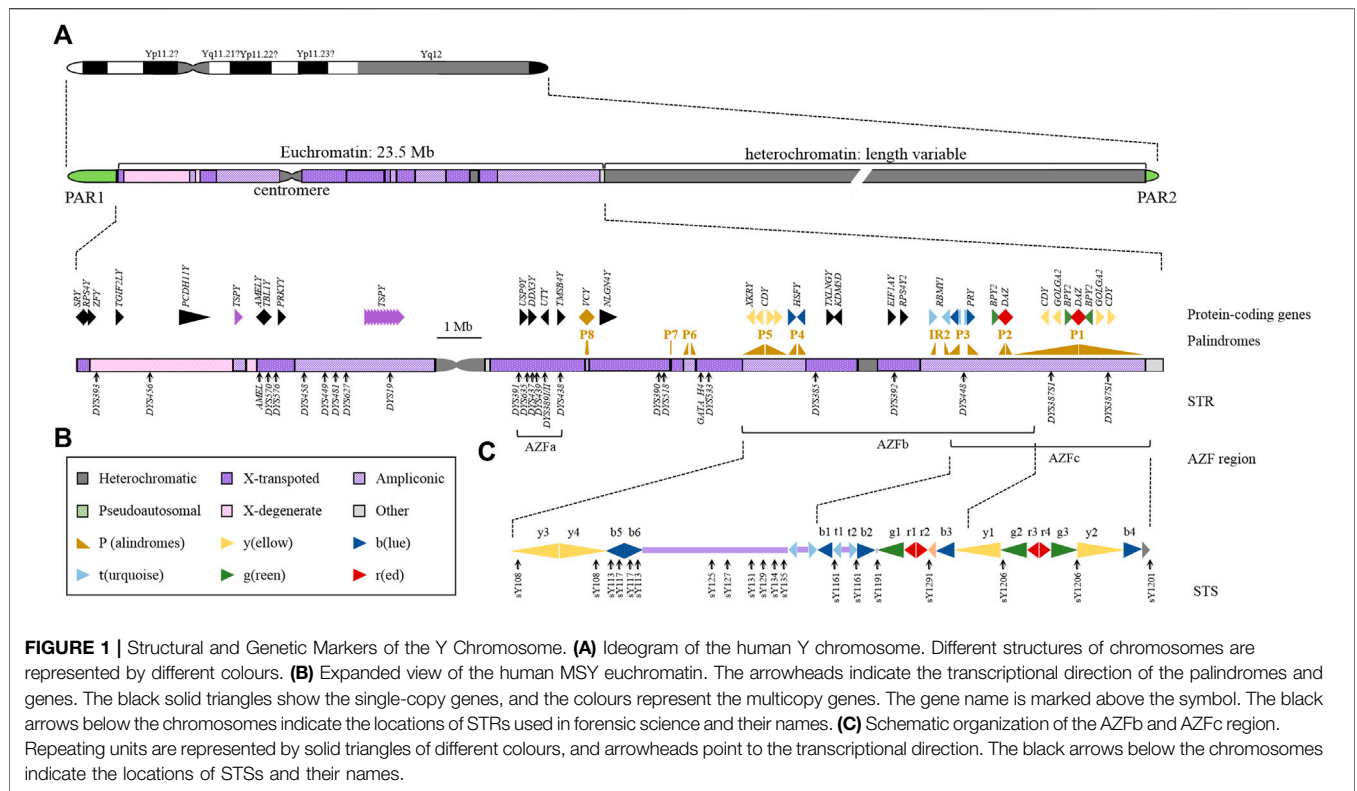 A
Yp11.2? Yq11.21? Yp11.22? Yp11.23? Yq12
Euchromatin: 23.5 Mb heterochromatin: length variable
PAR1 centromere PAR2
SRY RPS4Y ZFY TGIF2LY PCDH11Y TSPY AMELY TBL1Y PRKYY TSPY USP9Y DDX3Y UTY TMSB4Y VCY NLGN4Y XKRY CDY HSFY TXLNGY KDM5D EIF1AY RPS4Y2 RBMY1 PRY BPY2 DAZ CDY GOLGA2 BPY2 DAZ BPY2 GOLGA2 CDY
Protein-coding genes
1 Mb
P8 P7 P6 P5 P4 IR2 P3 P2 P1 Palindromes
DYS393 DYS456 AMEL DYS570 DYS576 DYS458 DYS449 DYS481 DYS627 DYS19 DYS391 DYS635 DYS437 DYS439 DYS389I/II DYS438 DYS390 DYS518 GATA_H4 DYS533 DYS385 DYS392 DYS448 DYS387S1 DYS387S1 STR
AZFa AZFb AZFc AZF region
B
Heterochromatic X-transpoted Ampliconic
Pseudoautosomal X-degenerate Other
P (alindromes) y(ellow) b(lue)
t(urquoise) g(reen) r(ed)
C
y3 y4 b5 b6 b1 t1 t2 b2 g1 r1 r2 b3 y1 g2 r3 r4 g3 y2 b4
sY108 sY108 sY113 sY117 sY117 sY113 sY125 sY127 sY131 sY129 sY134 sY135 sY1161 sY1161 sY1191 sY1291 sY1206 sY1206 sY1201 STS
FIGURE 1 | Structural and Genetic Markers of the Y Chromosome. (A) Ideogram of the human Y chromosome. Different structures of chromosomes are
represented by different colours. (B) Expanded view of the human MSY euchromatin. The arrowheads indicate the transcriptional direction of the palindromes and
genes. The black solid triangles show the single-copy genes, and the colours represent the multicopy genes. The gene name is marked above the symbol. The black
arrows below the chromosomes indicate the locations of STRs used in forensic science and their names. (C) Schematic organization of the AZFb and AZFc region.
Repeating units are represented by solid triangles of different colours, and arrowheads point to the transcriptional direction. The black arrows below the chromosomes
indicate the locations of STSs and their names.